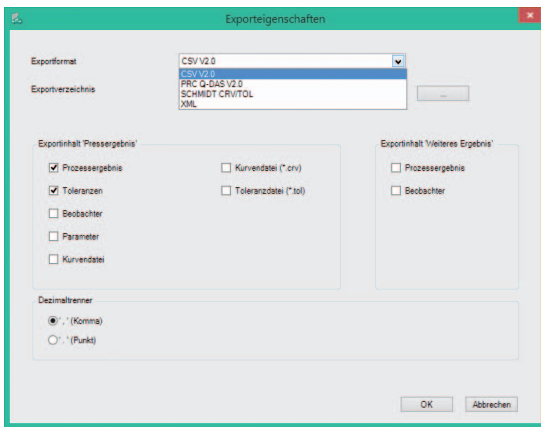 Exporteigenschaften
Exportformat
CSV V2.0
CSV V2.0
PRC Q-DAS V2.0
SCHMIDT CRV/TOL
XML
Exportverzeichnis
...
Exportinhalt 'Pressergebnis'
Prozessergebnis
Kurvendatei (*.crv)
Toleranzen
Toleranzdatei (*.tol)
Beobachter
Parameter
Kurvendatei
Exportinhalt 'Weiteres Ergebnis'
Prozessergebnis
Beobachter
Dezimaltrenner
' , ' (Komma)
' . ' (Punkt)
OK
Abbrechen